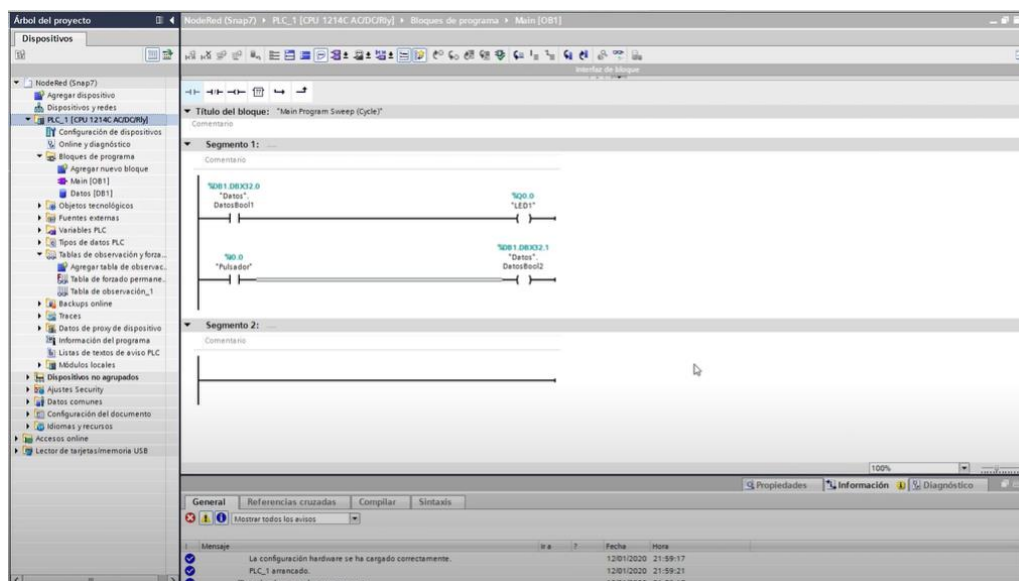 Árbol del proyecto
NodeRed (Snap7) ▸ PLC_1 [CPU 1214C AC/DC/Rly] ▸ Bloques de programa ▸ Main [OB1]
Dispositivos
Interfaz de bloque
NodeRed (Snap7)
Agregar dispositivo
Dispositivos y redes
PLC_1 [CPU 1214C AC/DC/Rly]
Configuración de dispositivos
Online y diagnóstico
Bloques de programa
Agregar nuevo bloque
Main [OB1]
Datos [DB1]
Objetos tecnológicos
Fuentes externas
Variables PLC
Tipos de datos PLC
Tablas de observación y forza...
Agregar tabla de observac...
Tabla de forzado permane...
Tabla de observación_1
Backups online
Traces
Datos de proxy de dispositivo
Información del programa
Listas de textos de aviso PLC
Módulos locales
Dispositivos no agrupados
Ajustes Security
Datos comunes
Configuración del documento
Idiomas y recursos
Accesos online
Lector de tarjetas/memoria USB
Título del bloque: "Main Program Sweep (Cycle)"
Comentario
Segmento 1: ....
Comentario
%DB1.DBX32.0
"Datos".
DatosBool1
%Q0.0
"LED1"
%I0.0
"Pulsador"
%DB1.DBX32.1
"Datos".
DatosBool2
Segmento 2: ....
Comentario
100%
Propiedades
Información
Diagnóstico
General
Referencias cruzadas
Compilar
Sintaxis
Mostrar todos los avisos
! Mensaje Ir a ? Fecha Hora
La configuración hardware se ha cargado correctamente. 12/01/2020 21:59:17
PLC_1 arrancado. 12/01/2020 21:59:21